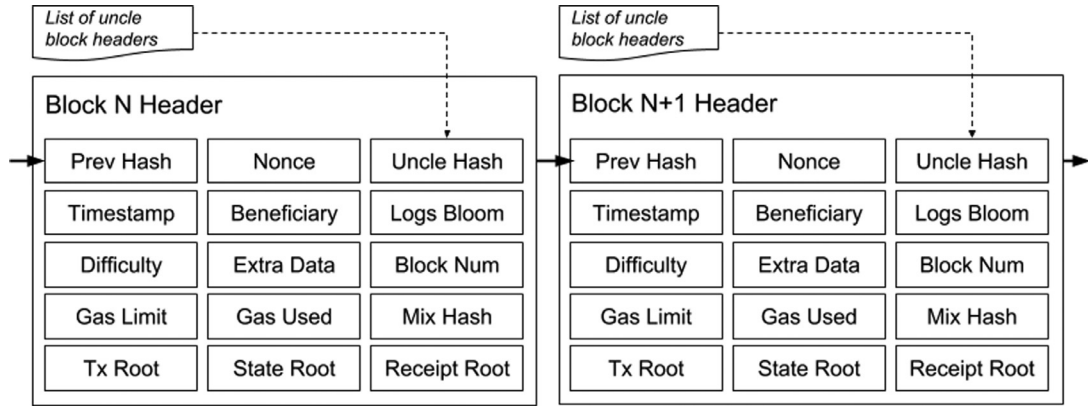 List of uncle
block headers
Block N Header
Prev Hash
Nonce
Uncle Hash
Timestamp
Beneficiary
Logs Bloom
Difficulty
Extra Data
Block Num
Gas Limit
Gas Used
Mix Hash
Tx Root
State Root
Receipt Root
List of uncle
block headers
Block N+1 Header
Prev Hash
Nonce
Uncle Hash
Timestamp
Beneficiary
Logs Bloom
Difficulty
Extra Data
Block Num
Gas Limit
Gas Used
Mix Hash
Tx Root
State Root
Receipt Root